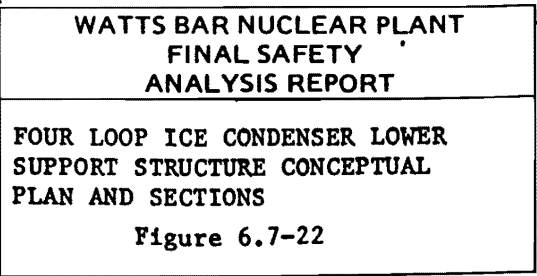 WATTS BAR NUCLEAR PLANT
FINAL SAFETY
ANALYSIS REPORT
FOUR LOOP ICE CONDENSER LOWER
SUPPORT STRUCTURE CONCEPTUAL
PLAN AND SECTIONS
Figure 6.7-22